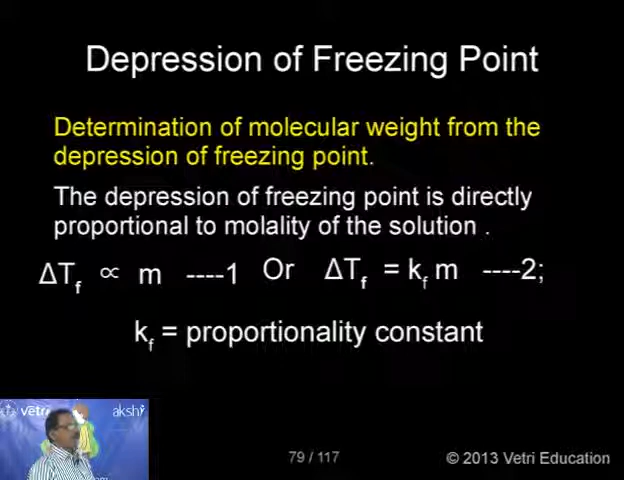 Depression of Freezing Point
Determination of molecular weight from the
depression of freezing point.
The depression of freezing point is directly
proportional to molality of the solution .
ΔTf ∝ m ----1 Or ΔTf = kf m ----2;
kf = proportionality constant
vetri akshi
79 / 117 © 2013 Vetri Education